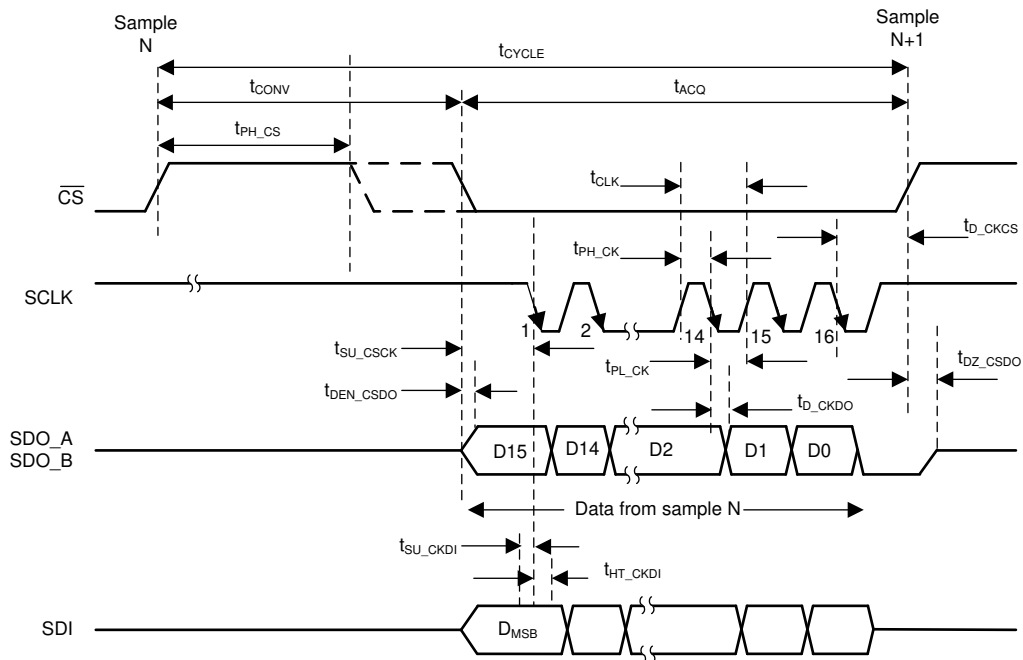 Sample
N
Sample
N+1
tCYCLE
tCONV
tACQ
tPH_CS
CS
tCLK
tD_CKCS
tPH_CK
SCLK
1
2
14
15
16
tSU_CSCK
tPL_CK
tDZ_CSDO
tDEN_CSDO
tD_CKDO
SDO_A
SDO_B
D15
D14
D2
D1
D0
Data from sample N
tSU_CKDI
tHT_CKDI
SDI
DMSB